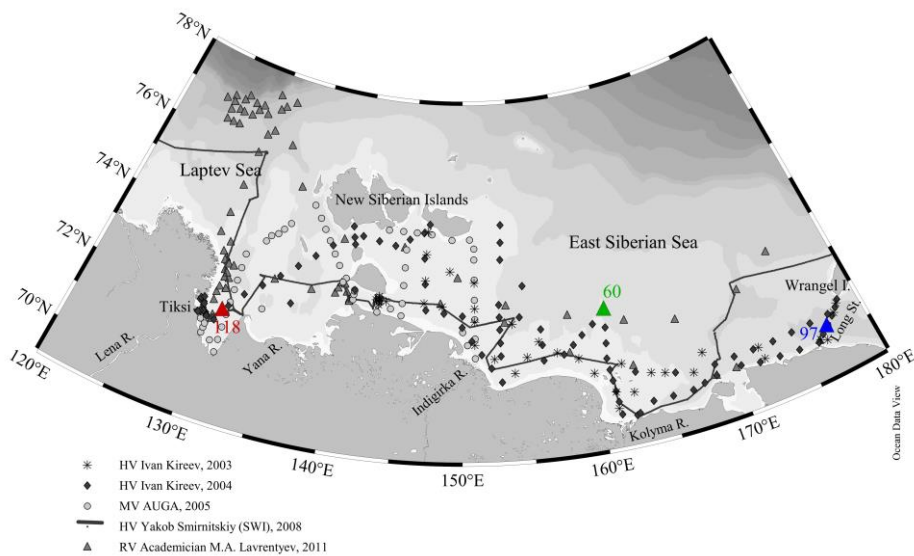 78°N
76°N
74°N
72°N
70°N
120°E
130°E
140°E
150°E
160°E
170°E
180°E
Laptev Sea
New Siberian Islands
East Siberian Sea
Wrangel I.
Long St.
Tiksi
Lena R.
Yana R.
Indigirka R.
Kolyma R.
118
60
97
Ocean Data View
HV Ivan Kireev, 2003
HV Ivan Kireev, 2004
MV AUGA, 2005
HV Yakob Smirnitskiy (SWI), 2008
RV Academician M.A. Lavrentyev, 2011